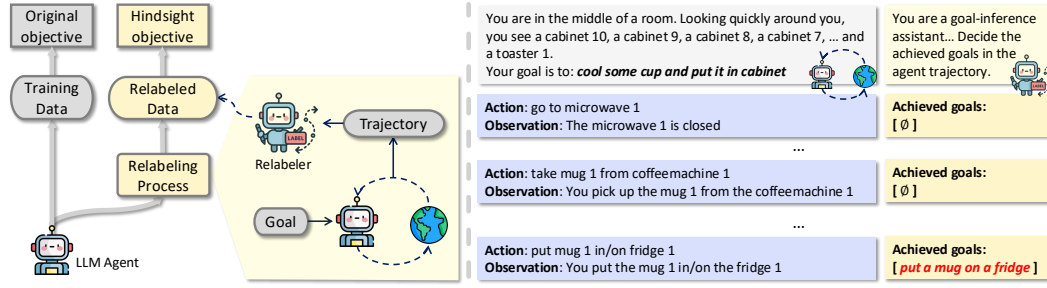 Original
objective
Hindsight
objective
Training
Data
Relabeled
Data
Relabeling
Process
LLM Agent
LABEL
Relabeler
Trajectory
Goal
You are in the middle of a room. Looking quickly around you,
you see a cabinet 10, a cabinet 9, a cabinet 8, a cabinet 7, … and
a toaster 1.
Your goal is to: cool some cup and put it in cabinet
You are a goal-inference
assistant… Decide the
achieved goals in the
agent trajectory.
LABEL
Action: go to microwave 1
Observation: The microwave 1 is closed
Achieved goals:
[ ∅ ]
...
Action: take mug 1 from coffeemachine 1
Observation: You pick up the mug 1 from the coffeemachine 1
Achieved goals:
[ ∅ ]
...
Action: put mug 1 in/on fridge 1
Observation: You put the mug 1 in/on the fridge 1
Achieved goals:
[ put a mug on a fridge ]